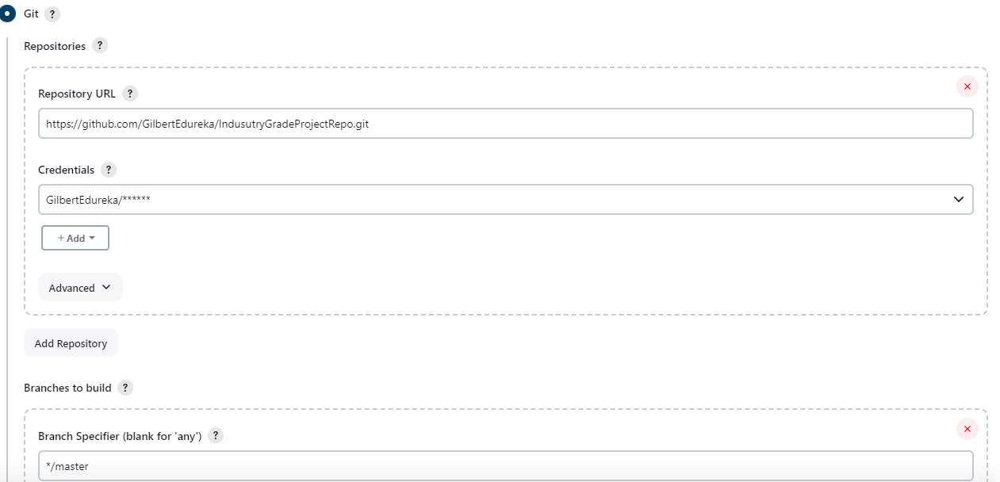 Git ?
Repositories ?
Repository URL ?
https://github.com/GilbertEdureka/IndusutryGradeProjectRepo.git
Credentials ?
GilbertEdureka/******
+ Add
Advanced
Add Repository
Branches to build ?
Branch Specifier (blank for 'any') ?
*/master